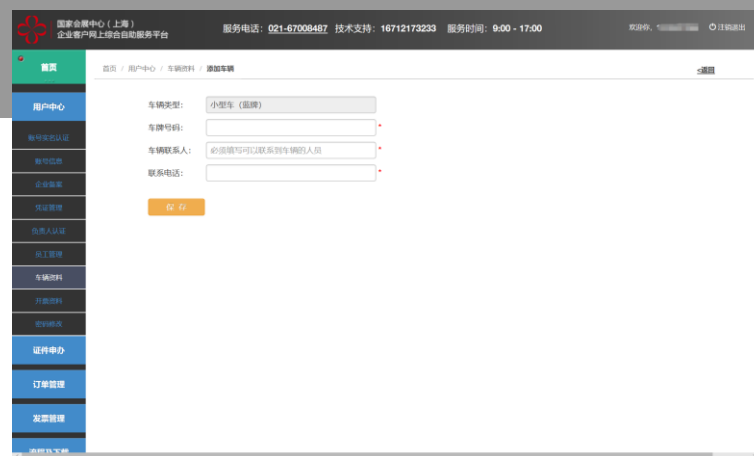 国家会展中心（上海）
企业客户网上综合自助服务平台
服务电话：021-67008487 技术支持：16712173233 服务时间：9:00 - 17:00
欢迎你,
注销退出
首页
首页 / 用户中心 / 车辆资料 / 添加车辆
<返回
用户中心
账号实名认证
账号信息
企业备案
凭证管理
负责人认证
员工管理
车辆资料
开票资料
密码修改
证件申办
订单管理
发票管理
流程及下载
车辆类型： 小型车（蓝牌）
车牌号码： *
车辆联系人： 必须填写可以联系到车辆的人员 *
联系电话： *
保 存